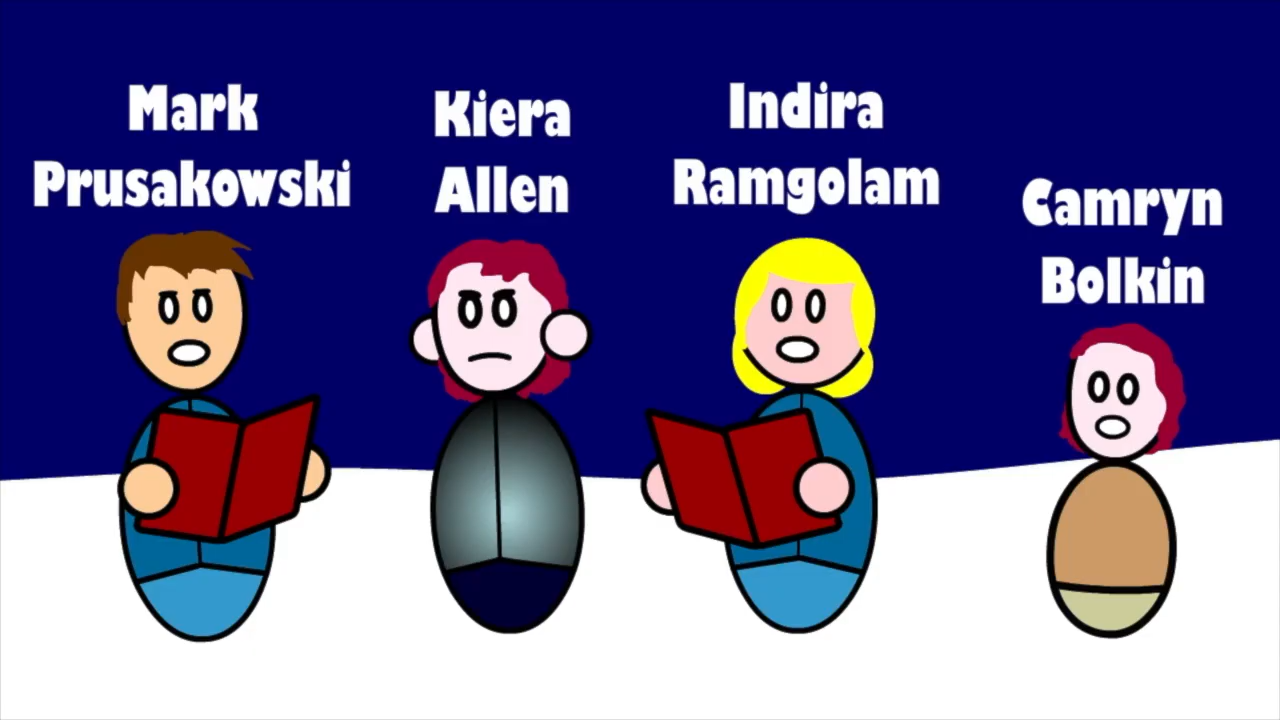 Mark
Prusakowski
Kiera
Allen
Indira
Ramgolam
Camryn
Bolkin